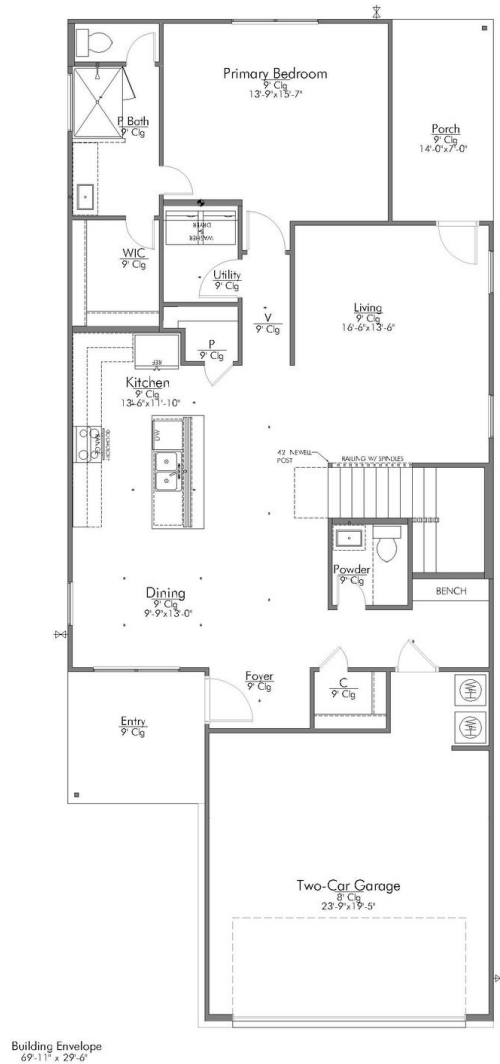 Primary Bedroom
9' Clg
13'-9"x15'-7"
P Bath
9' Clg
Porch
9' Clg
14'-0"x7'-0"
WASHER
DRYER
WIC
9' Clg
Utility
9' Clg
Living
9' Clg
16'-6"x13'-6"
V
9' Clg
P
9' Clg
REF
Kitchen
9' Clg
13'-6"x11'-10"
DW
RANGE
42 NEWELL
POST
RAILING W/ SPINDLES
Powder
9' Clg
BENCH
Dining
9' Clg
9'-9"x13'-0"
Foyer
9' Clg
C
9' Clg
WH
WH
Entry
9' Clg
Two-Car Garage
8' Clg
23'-9"x19'-5"
Building Envelope
69'-11" x 29'-6"